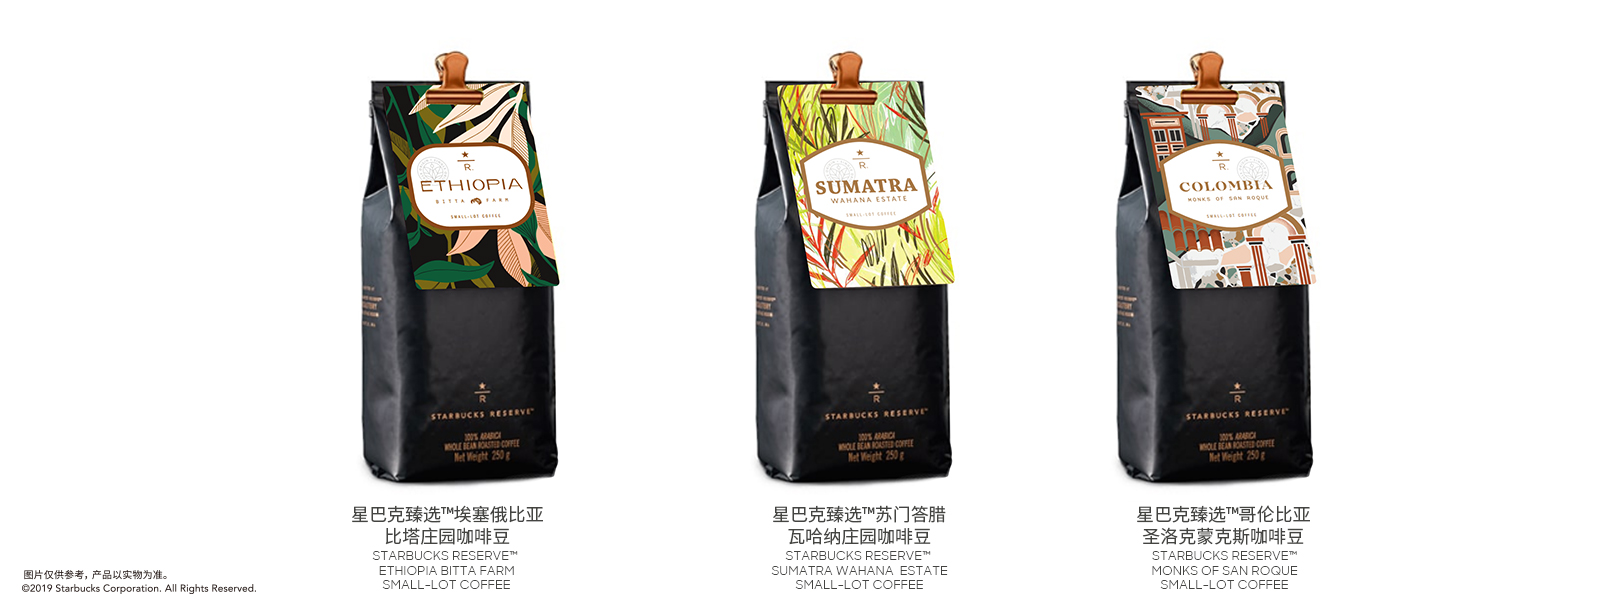 R.
ETHIOPIA
BITTA FARM
SMALL-LOT COFFEE
R
STARBUCKS RESERVE™
100% ARABICA
WHOLE BEAN ROASTED COFFEE
Net Weight 250 g
星巴克臻选™埃塞俄比亚
比塔庄园咖啡豆
STARBUCKS RESERVE™
ETHIOPIA BITTA FARM
SMALL-LOT COFFEE
R.
SUMATRA
WAHANA ESTATE
SMALL-LOT COFFEE
R
STARBUCKS RESERVE™
100% ARABICA
WHOLE BEAN ROASTED COFFEE
Net Weight 250 g
星巴克臻选™苏门答腊
瓦哈纳庄园咖啡豆
STARBUCKS RESERVE™
SUMATRA WAHANA ESTATE
SMALL-LOT COFFEE
R.
COLOMBIA
MONKS OF SAN ROQUE
SMALL-LOT COFFEE
R
STARBUCKS RESERVE™
100% ARABICA
WHOLE BEAN ROASTED COFFEE
Net Weight 250 g
星巴克臻选™哥伦比亚
圣洛克蒙克斯咖啡豆
STARBUCKS RESERVE™
MONKS OF SAN ROQUE
SMALL-LOT COFFEE
图片仅供参考，产品以实物为准。
©2019 Starbucks Corporation. All Rights Reserved.